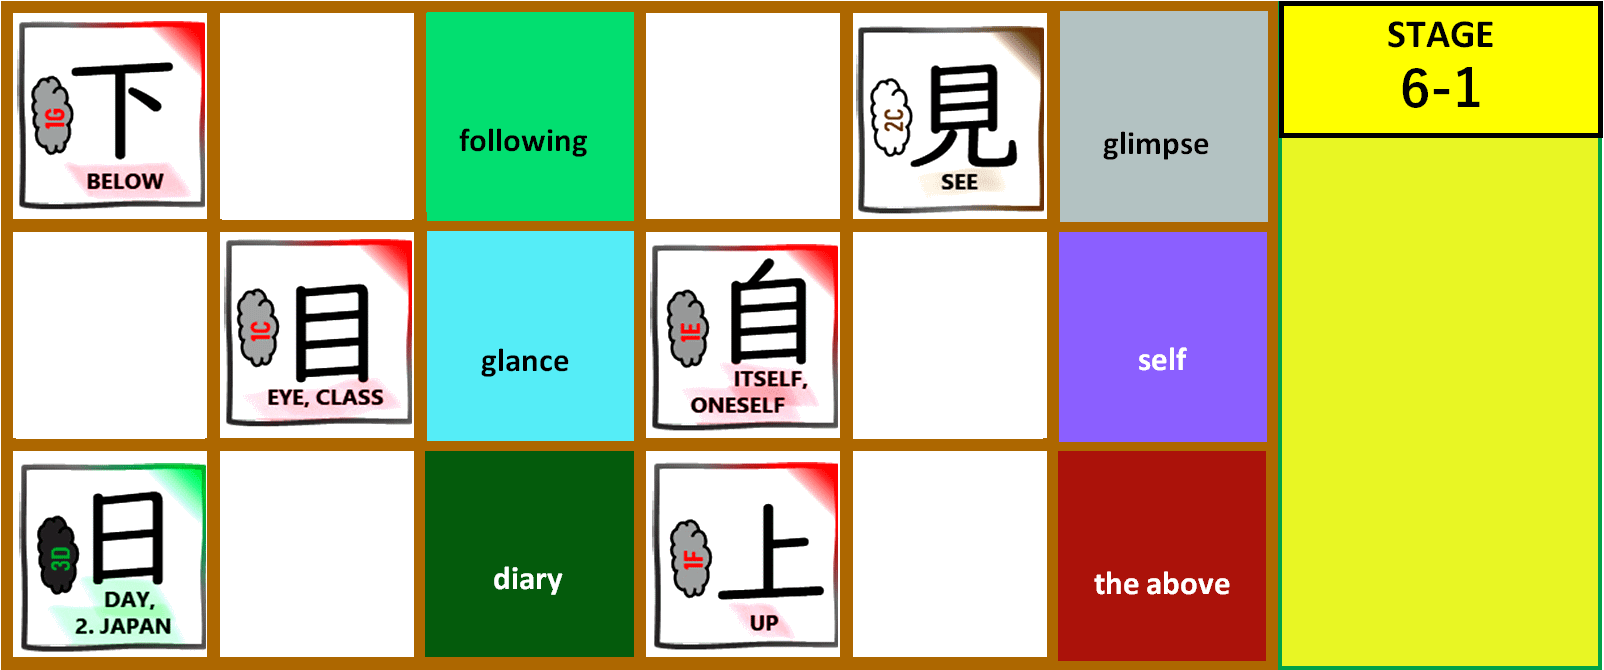 1G
下
BELOW
following
2C
見
SEE
glimpse
STAGE
6-1
1C
目
EYE, CLASS
glance
1E
自
ITSELF,
ONESELF
self
3D
日
DAY,
2. JAPAN
diary
1F
上
UP
the above